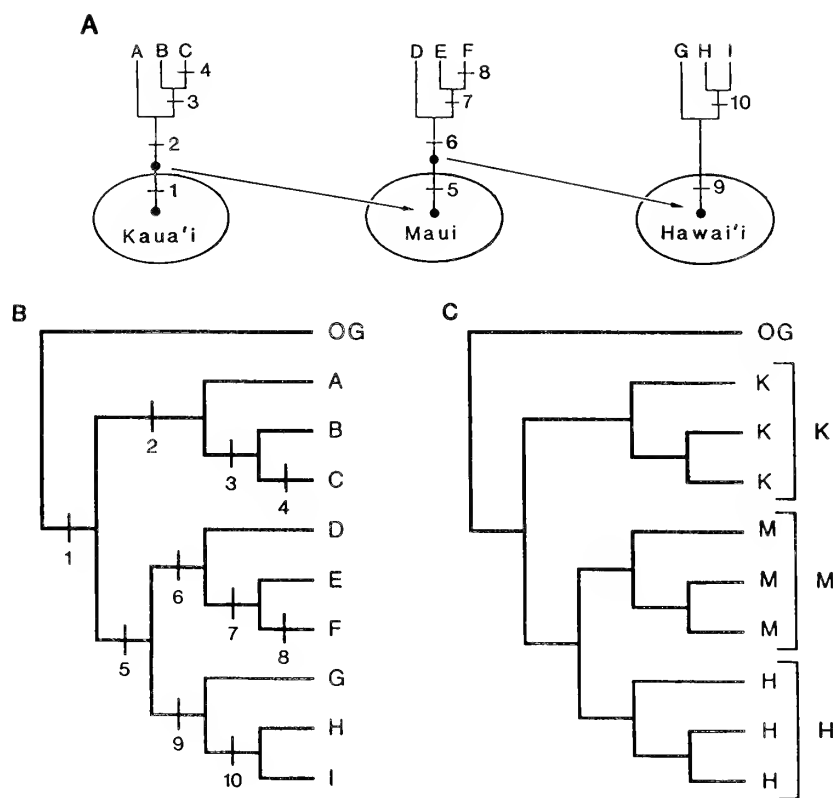 A
A B C D E F G H I
4 8
3 7 10
2 6
1 5 9
Kaua'i Maui Hawai'i
B C
OG OG
A K
B K K
2
3 C K
4
1 D M
6 E M M
7 F M
5 8
G H
9 H H H
10 I H